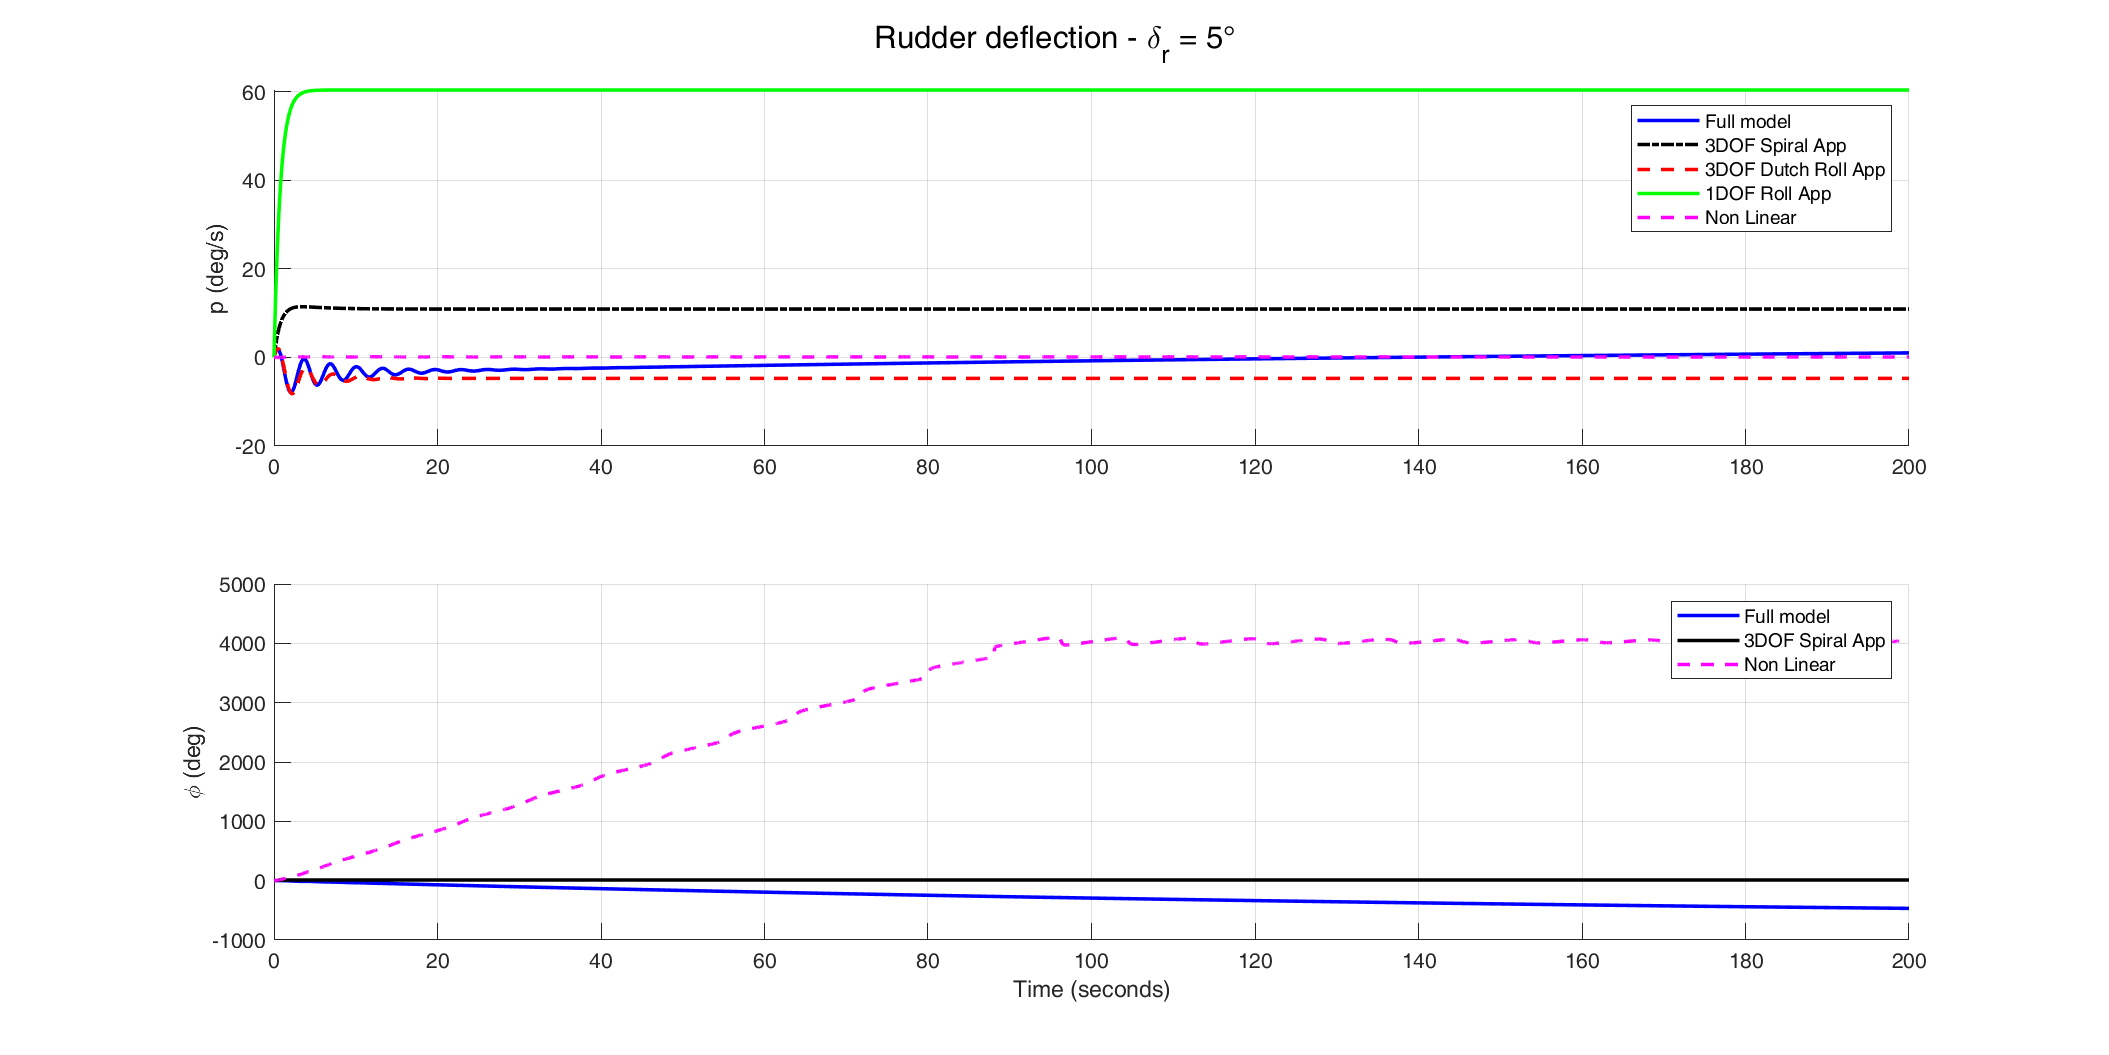 Rudder deflection - δr = 5°
60
40
20
0
-20
p (deg/s)
0 20 40 60 80 100 120 140 160 180 200
Full model
3DOF Spiral App
3DOF Dutch Roll App
1DOF Roll App
Non Linear
5000
4000
3000
2000
1000
0
-1000
ϕ (deg)
0 20 40 60 80 100 120 140 160 180 200
Time (seconds)
Full model
3DOF Spiral App
Non Linear